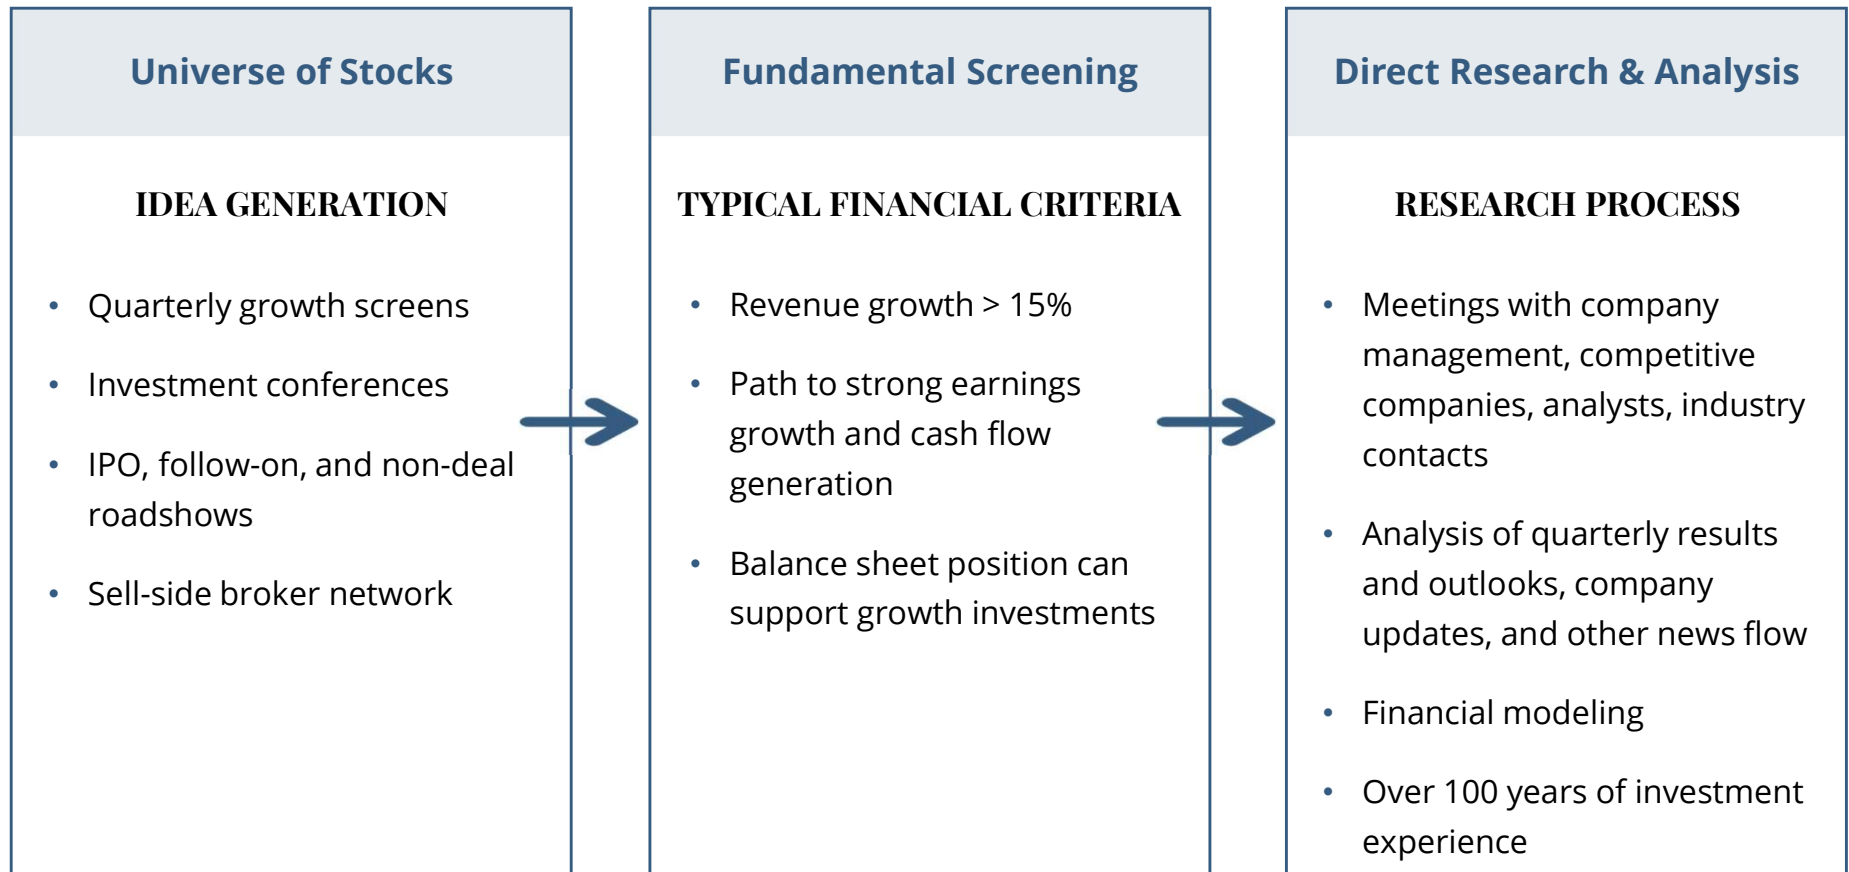 Universe of Stocks
IDEA GENERATION
• Quarterly growth screens
• Investment conferences
• IPO, follow-on, and non-deal
roadshows
• Sell-side broker network
Fundamental Screening
TYPICAL FINANCIAL CRITERIA
• Revenue growth > 15%
• Path to strong earnings
growth and cash flow
generation
• Balance sheet position can
support growth investments
Direct Research & Analysis
RESEARCH PROCESS
• Meetings with company
management, competitive
companies, analysts, industry
contacts
• Analysis of quarterly results
and outlooks, company
updates, and other news flow
• Financial modeling
• Over 100 years of investment
experience